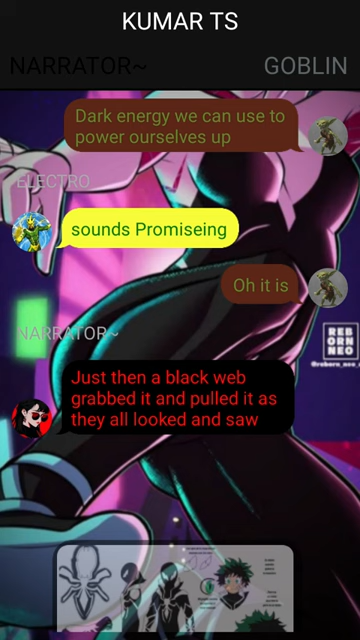 KUMAR TS
NARRATOR~
GOBLIN
Dark energy we can use to
power ourselves up
ELECTRO
sounds Promiseing
Oh it is
NARRATOR~
REB
ORN
NEO
Just then a black web
grabbed it and pulled it as
they all looked and saw